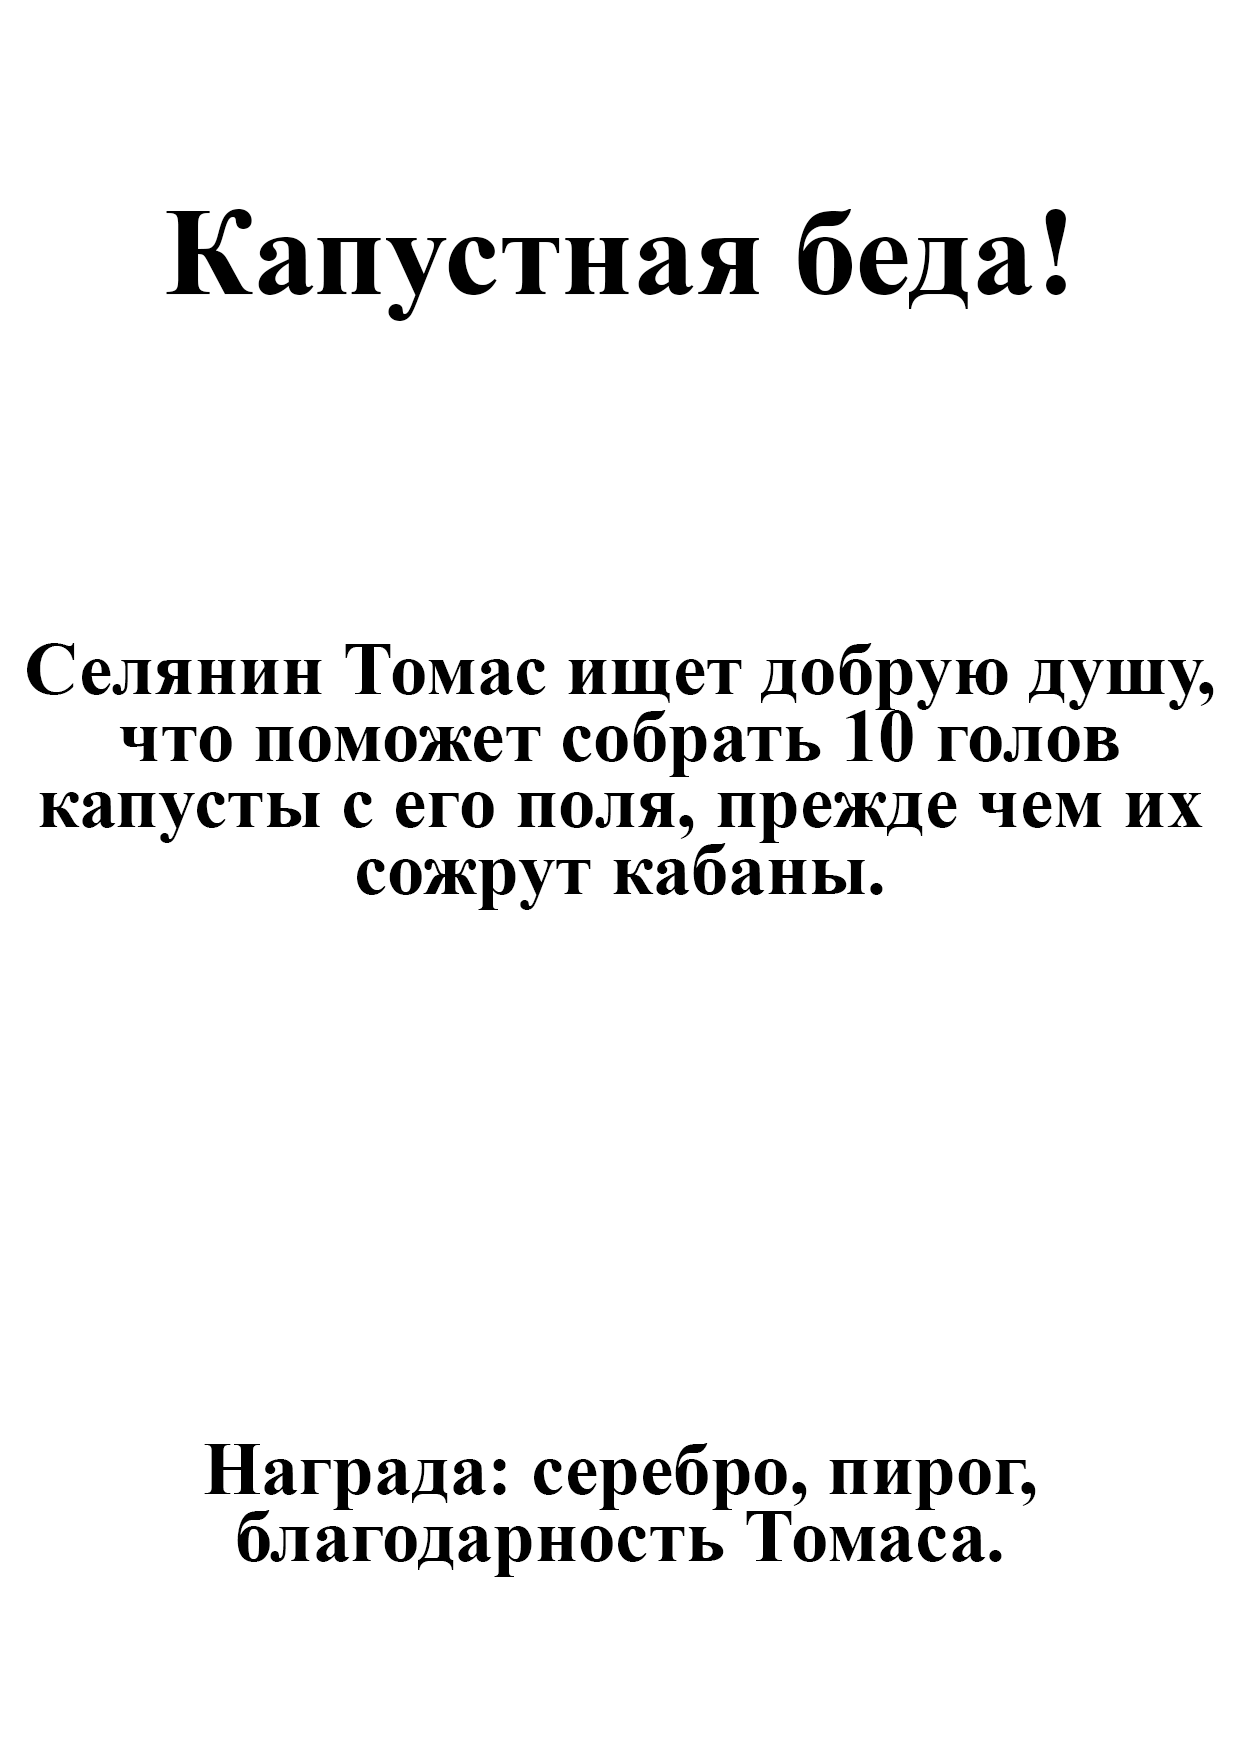 Капустная беда!
Селянин Томас ищет добрую душу,
что поможет собрать 10 голов
капусты с его поля, прежде чем их
сожрут кабаны.
Награда: серебро, пирог,
благодарность Томаса.